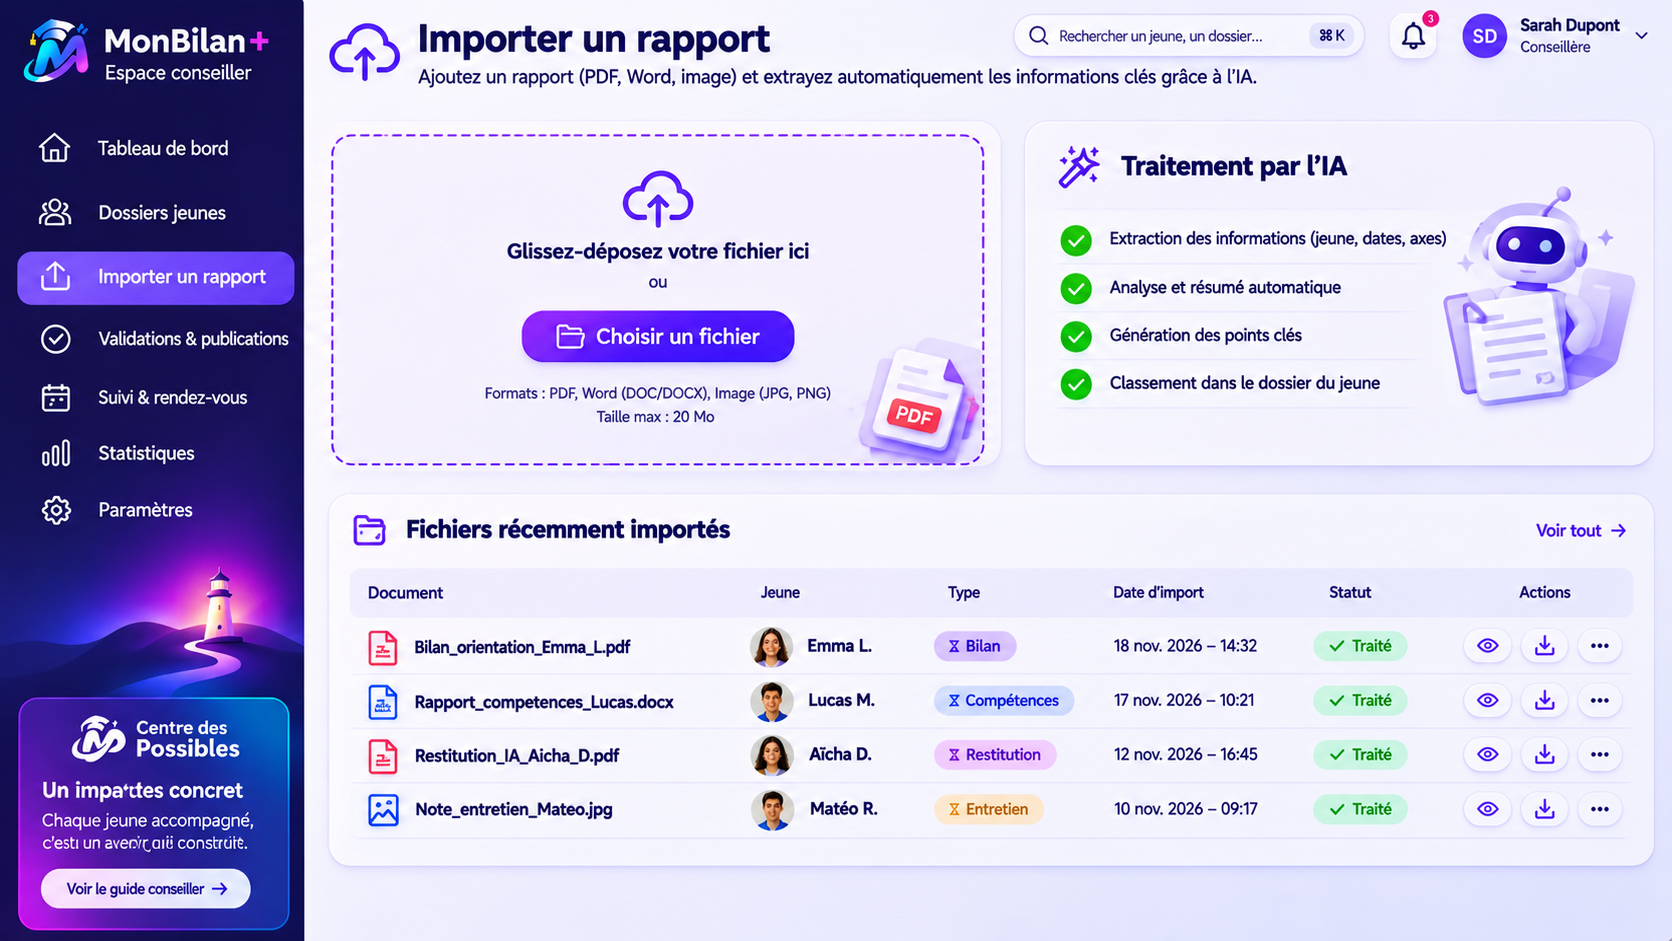 MonBilan+
Espace conseiller
Tableau de bord
Dossiers jeunes
Importer un rapport
Validations & publications
Suivi & rendez-vous
Statistiques
Paramètres
Centre des
Possibles
Un concret
Chaque jeune accompagné,
un
Voir le guide conseiller →
Importer un rapport
Ajoutez un rapport (PDF, Word, image) et extrayez automatiquement les informations clés grâce à l'IA.
Rechercher un jeune, un dossier... ⌘ K
3
SD
Sarah Dupont
Conseillère
Glissez-déposez votre fichier ici
ou
Choisir un fichier
Formats : PDF, Word (DOC/DOCX), Image (JPG, PNG)
Taille max : 20 Mo
PDF
Traitement par l'IA
Extraction des informations (jeune, dates, axes)
Analyse et résumé automatique
Génération des points clés
Classement dans le dossier du jeune
Fichiers récemment importés
Voir tout →
Document Jeune Type Date d'import Statut Actions
Bilan_orientation_Emma_L.pdf Emma L. Bilan 18 nov. 2026 – 14:32 Traité
Rapport_competences_Lucas.docx Lucas M. Compétences 17 nov. 2026 – 10:21 Traité
Restitution_IA_Aicha_D.pdf Aïcha D. Restitution 12 nov. 2026 – 16:45 Traité
Note_entretien_Mateo.jpg Matéo R. Entretien 10 nov. 2026 – 09:17 Traité